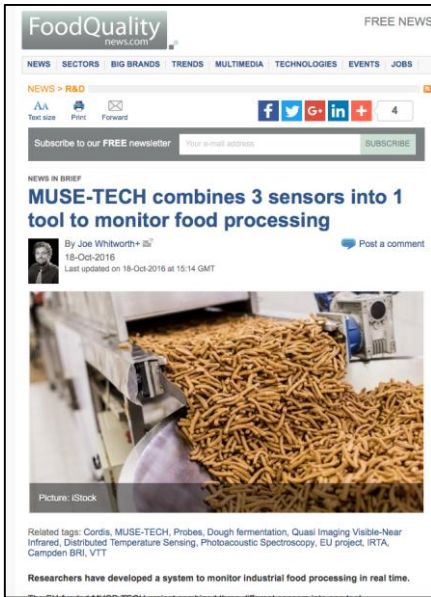 FoodQuality
news.com
FREE NEWS
NEWS SECTORS BIG BRANDS TRENDS MULTIMEDIA TECHNOLOGIES EVENTS JOBS
NEWS > R&D
AA
Text size Print Forward
f G+ in + 4
Subscribe to our FREE newsletter Your e-mail address SUBSCRIBE
NEWS IN BRIEF
MUSE-TECH combines 3 sensors into 1
tool to monitor food processing
By Joe Whitworth+
Post a comment
18-Oct-2016
Last updated on 18-Oct-2016 at 15:14 GMT
Picture: iStock
Related tags: Cordis, MUSE-TECH, Probes, Dough fermentation, Quasi Imaging Visible-Near
Infrared, Distributed Temperature Sensing, Photoacoustic Spectroscopy, EU project, IRTA,
Campden BRI, VTT
Researchers have developed a system to monitor industrial food processing in real time.